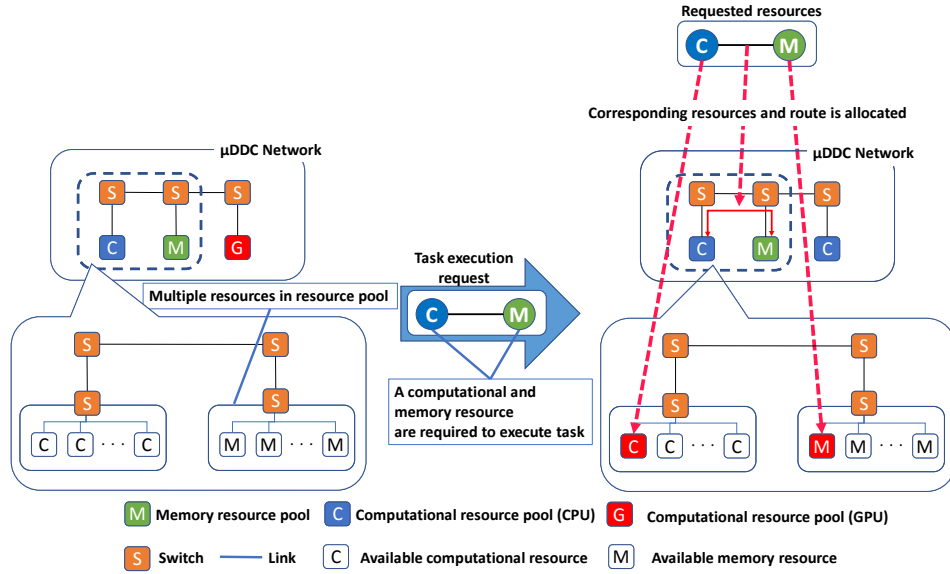 Requested resources
C M
Corresponding resources and route is allocated
μDDC Network
S S S
C M G
Multiple resources in resource pool
S S
S S
C C · · · C
M M · · · M
Task execution
request
C M
A computational and
memory resource
are required to execute task
μDDC Network
S S S
C M C
S S
S S
C C · · · C
M M · · · M
M Memory resource pool
C Computational resource pool (CPU)
G Computational resource pool (GPU)
S Switch
Link
C Available computational resource
M Available memory resource